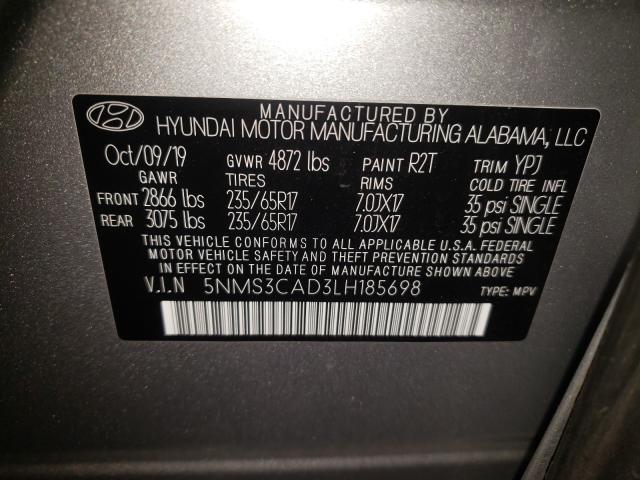 MANUFACTURED BY
HYUNDAI MOTOR MANUFACTURING ALABAMA, LLC
Oct/09/19 GVWR 4872 lbs PAINT R2T TRIM YPJ
GAWR TIRES RIMS COLD TIRE INFL
FRONT 2866 lbs 235/65R17 7.0JX17 35 psi SINGLE
REAR 3075 lbs 235/65R17 7.0JX17 35 psi SINGLE
THIS VEHICLE CONFORMS TO ALL APPLICABLE U.S.A. FEDERAL
MOTOR VEHICLE SAFETY AND THEFT PREVENTION STANDARDS
IN EFFECT ON THE DATE OF MANUFACTURE SHOWN ABOVE
V.I.N 5NMS3CAD3LH185698 TYPE: MPV